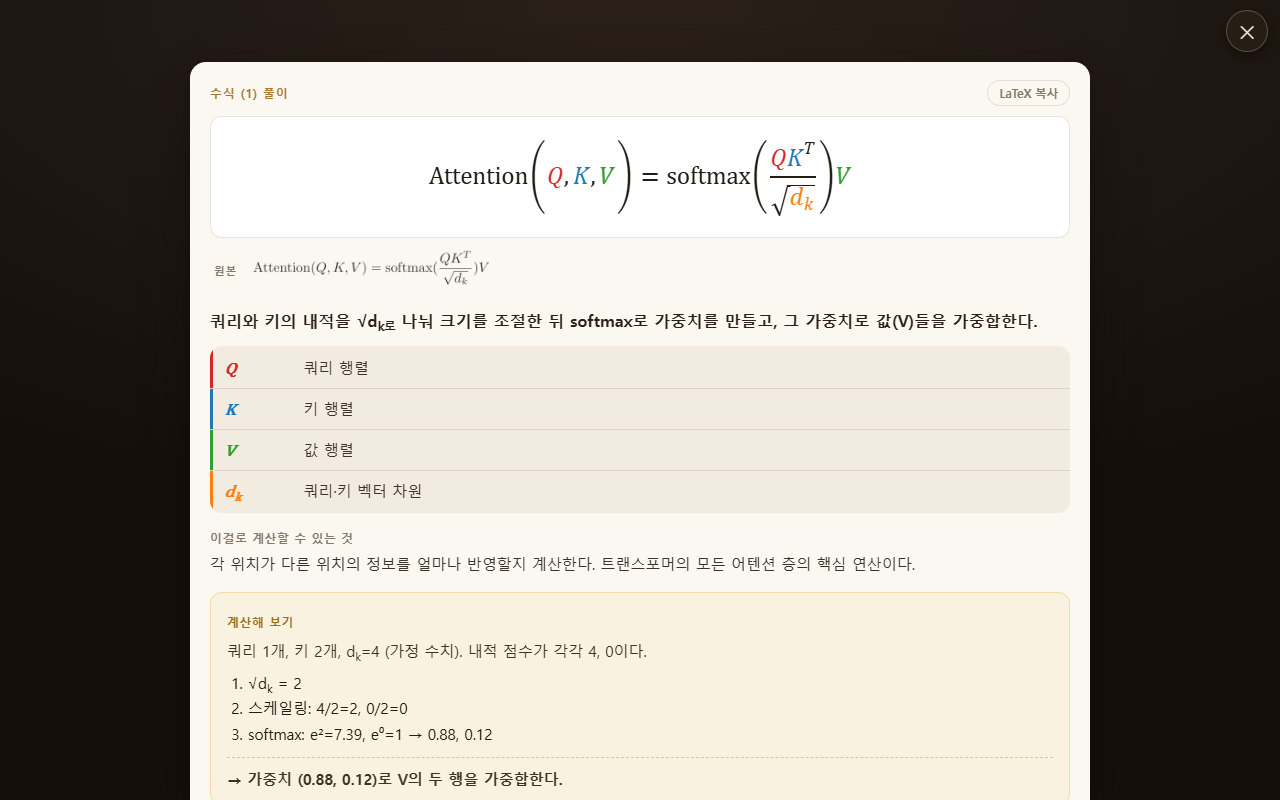 수식 (1) 풀이
LaTeX 복사
Attention(Q, K, V) = softmax(QK^T / √d_k)V
원본 Attention(Q, K, V) = softmax(QK^T / √d_k)V
쿼리와 키의 내적을 √d_k로 나눠 크기를 조절한 뒤 softmax로 가중치를 만들고, 그 가중치로 값(V)들을 가중합한다.
Q 쿼리 행렬
K 키 행렬
V 값 행렬
d_k 쿼리·키 벡터 차원
이걸로 계산할 수 있는 것
각 위치가 다른 위치의 정보를 얼마나 반영할지 계산한다. 트랜스포머의 모든 어텐션 층의 핵심 연산이다.
계산해 보기
쿼리 1개, 키 2개, d_k=4 (가정 수치). 내적 점수가 각각 4, 0이다.
1. √d_k = 2
2. 스케일링: 4/2=2, 0/2=0
3. softmax: e²=7.39, e⁰=1 → 0.88, 0.12
→ 가중치 (0.88, 0.12)로 V의 두 행을 가중합한다.